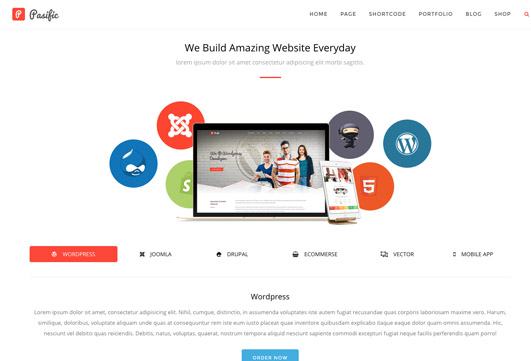 Pasific
HOME PAGE SHORTCODE PORTFOLIO BLOG SHOP
We Build Amazing Website Everyday
lorem ipsum dolor sit amet consectetur adipiscing elit morbi sagittis.
WORDPRESS JOOMLA DRUPAL ECOMMERCE VECTOR MOBILE APP
Wordpress
Lorem ipsum dolor sit amet, consectetur adipisicing elit. Nihil, cumque, distinctio, in assumenda voluptates iste autem fugiat recusandae quas corporis laboriosam maxime vero. Harum,
similique, doloribus, voluptate aliquam unde quas at consequuntur rem iste eum iusto placeat quae inventore quibusdam explicabo itaque eaque dolor quam omnis assumenda. Hic,
nesciunt vel debitis quas reiciendis. Debitis, natus, voluptas, quaerat, nostrum tempora aliquid nesciunt sapiente commodi excepturi fugiat neque facilis perferendis quam porro!
ORDER NOW